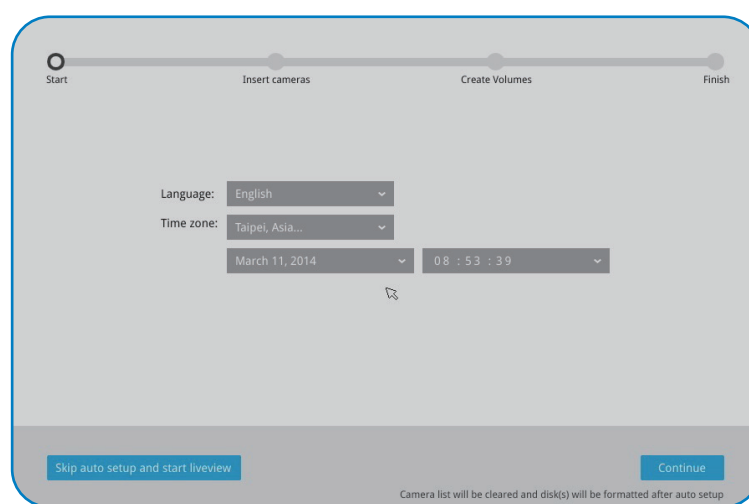 Start Insert cameras Create Volumes Finish
Language: English
Time zone: Taipei, Asia...
March 11, 2014 08 : 53 : 39
Skip auto setup and start liveview Continue
Camera list will be cleared and disk(s) will be formatted after auto setup